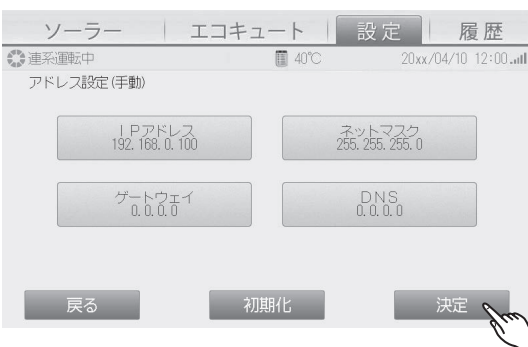 ソーラー エコキュート 設定 履歴
連系運転中 40℃ 20xx/04/10 12:00
アドレス設定(手動)
IPアドレス
192.168.0.100
ネットマスク
255.255.255.0
ゲートウェイ
0.0.0.0
DNS
0.0.0.0
戻る 初期化 決定